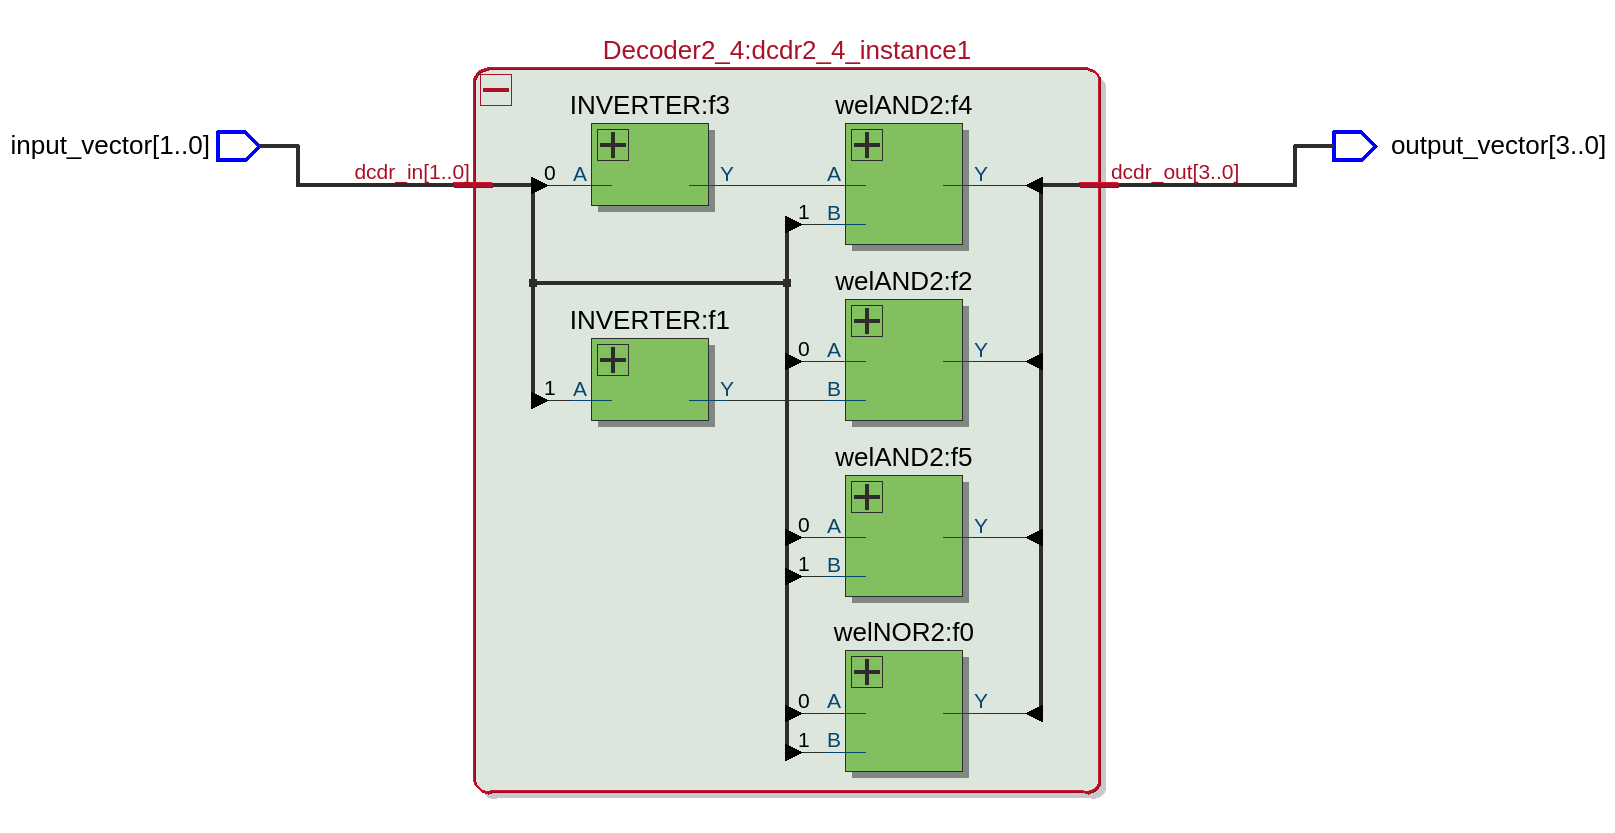 Decoder2_4:dcdr2_4_instance1
input_vector[1..0]
dcdr_in[1..0]
INVERTER:f3
0 A Y
welAND2:f4
A Y
1 B
dcdr_out[3..0]
output_vector[3..0]
INVERTER:f1
1 A Y
welAND2:f2
0 A Y
B
welAND2:f5
0 A Y
1 B
welNOR2:f0
0 A Y
1 B